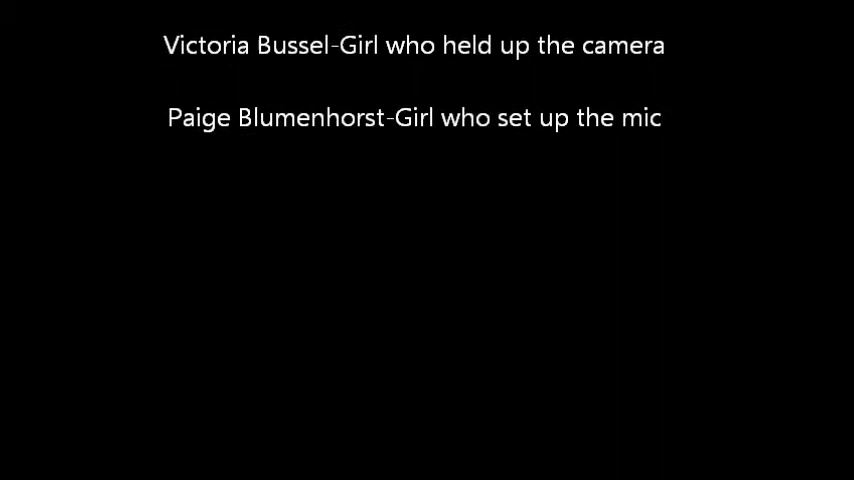 Victoria Bussel-Girl who held up the camera
Paige Blumenhorst-Girl who set up the mic